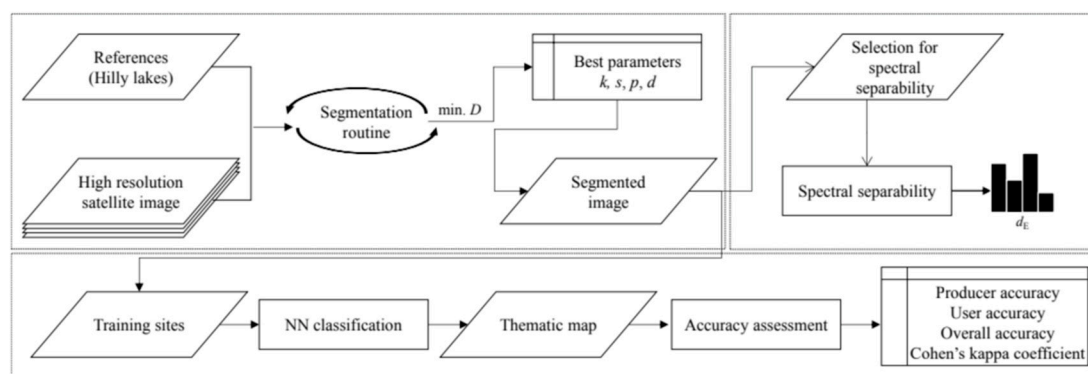 References
(Hilly lakes)
High resolution
satellite image
Segmentation
routine
min. D
Best parameters
k, s, p, d
Segmented
image
Selection for
spectral
separability
Spectral separability
dE
Training sites
NN classification
Thematic map
Accuracy assessment
Producer accuracy
User accuracy
Overall accuracy
Cohen's kappa coefficient